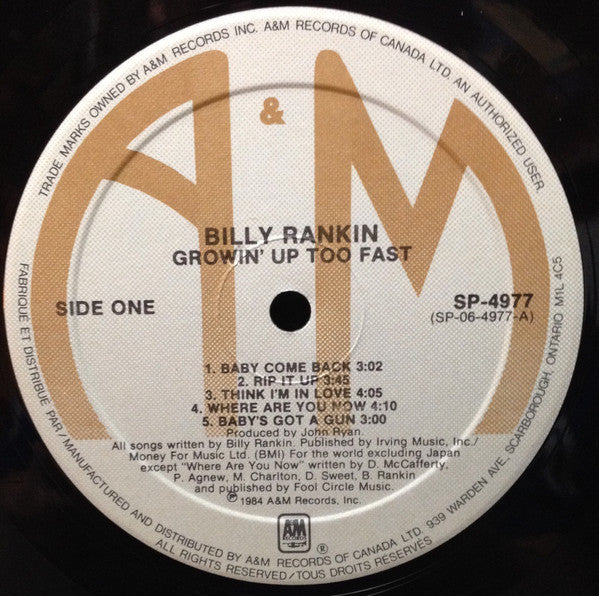 TRADE MARKS OWNED BY A&M RECORDS INC. A&M RECORDS OF CANADA LTD. AN AUTHORIZED USER.
A&M
BILLY RANKIN
GROWIN' UP TOO FAST
SIDE ONE
SP-4977
(SP-06-4977-A)
1. BABY COME BACK 3:02
2. RIP IT UP 3:45
3. THINK I'M IN LOVE 4:05
4. WHERE ARE YOU NOW 4:10
5. BABY'S GOT A GUN 3:00
Produced by John Ryan.
All songs written by Billy Rankin. Published by Irving Music, Inc./
Money For Music Ltd. (BMI) For the world excluding Japan
except "Where Are You Now" written by D. McCafferty,
P. Agnew, M. Charlton, D. Sweet, B. Rankin
and published by Fool Circle Music.
℗ 1984 A&M Records, Inc.
A&M
RECORDS
®
FABRIQUE ET DISTRIBUE PAR / MANUFACTURED AND DISTRIBUTED BY A&M RECORDS OF CANADA LTD. 939 WARDEN AVE, SCARBOROUGH, ONTARIO M1L 4C5
ALL RIGHTS RESERVED / TOUS DROITS RESERVÉS